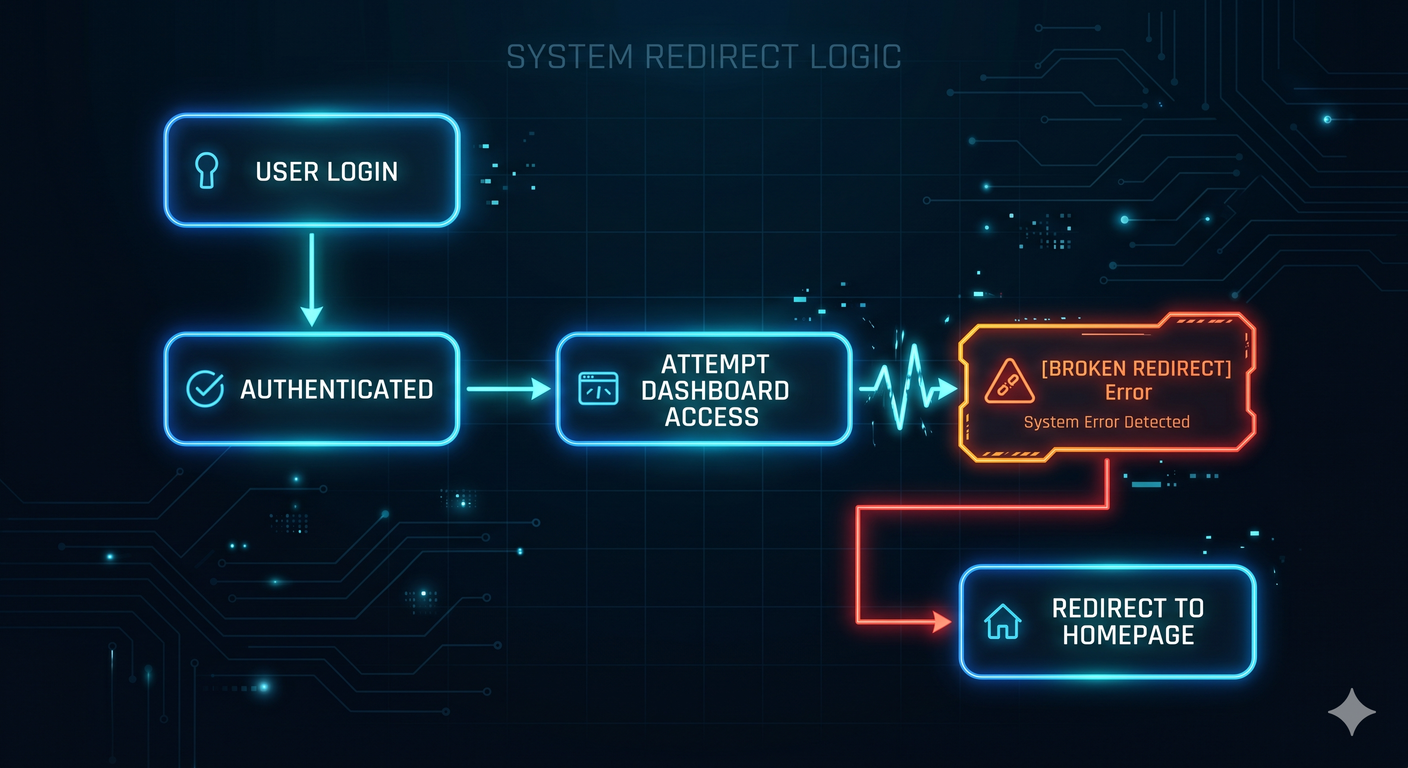 SYSTEM REDIRECT LOGIC
USER LOGIN
AUTHENTICATED
ATTEMPT
DASHBOARD
ACCESS
[BROKEN REDIRECT]
Error
System Error Detected
REDIRECT TO
HOMEPAGE